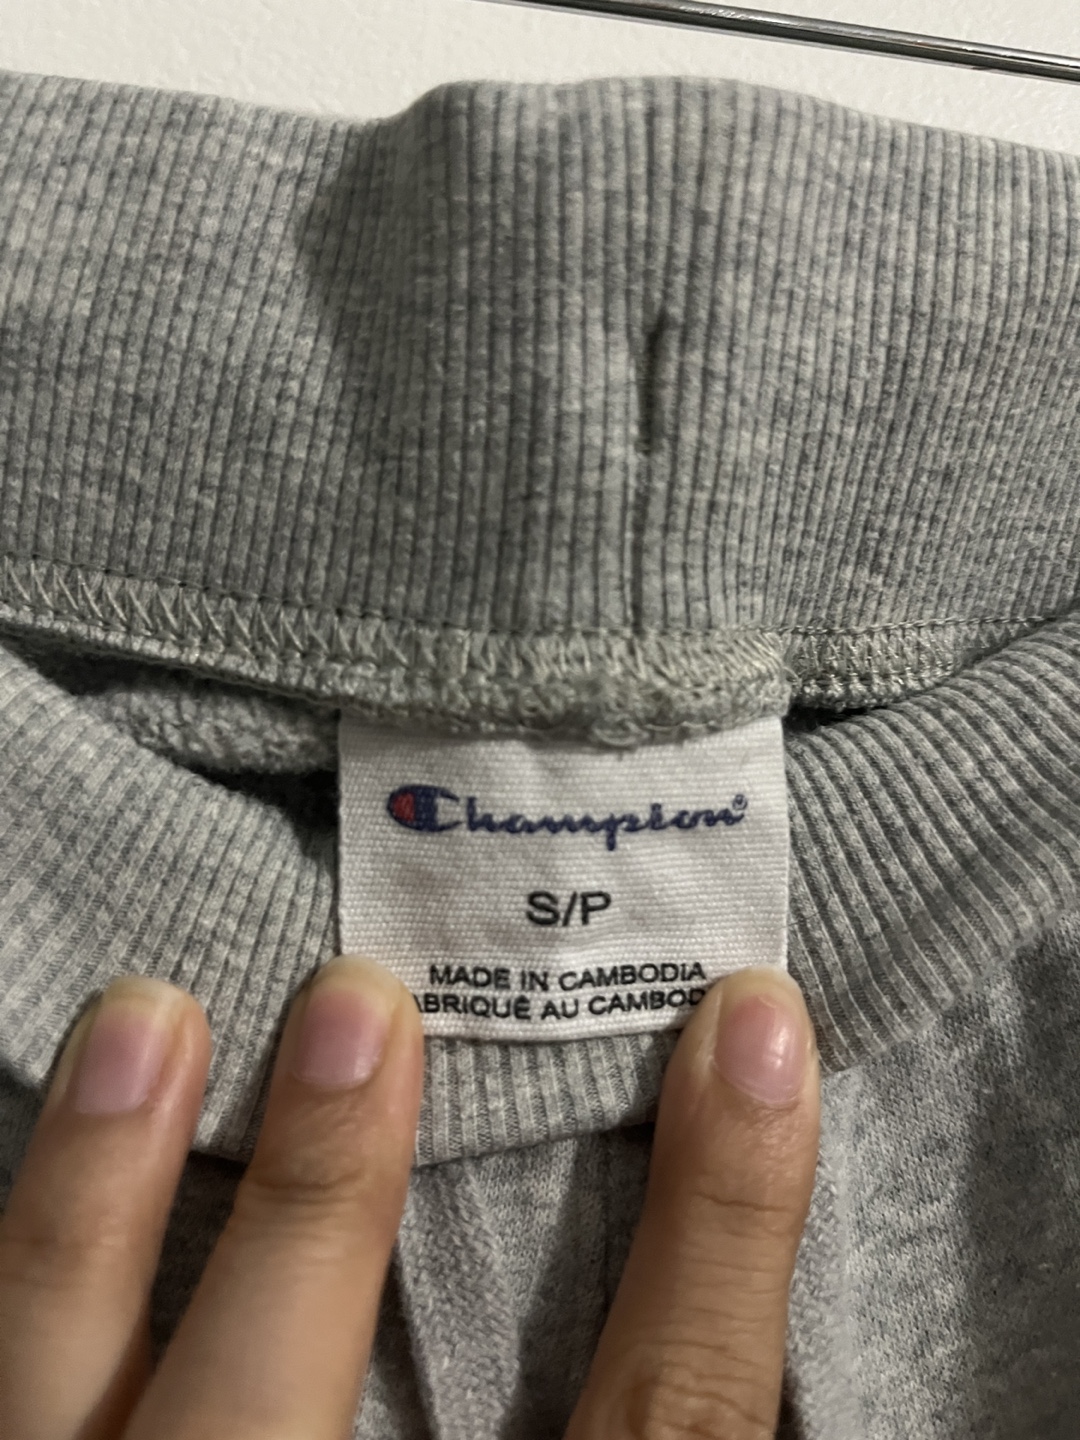 Champion®
S/P
MADE IN CAMBODIA
ABRIQUÉ AU CAMBOD